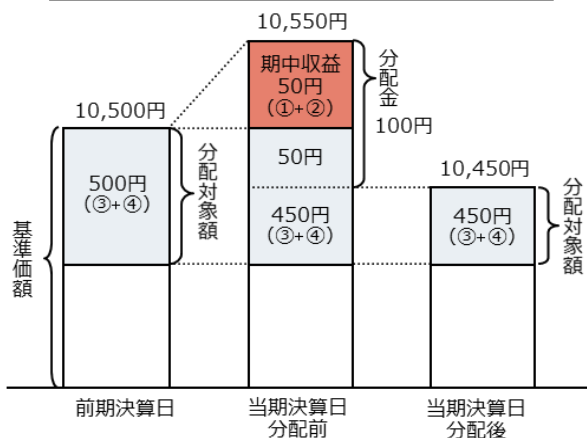 10,550円
期中収益
50円
(①+②)
分配金
100円
10,500円
500円
(③+④)
分配対象額
50円
450円
(③+④)
10,450円
450円
(③+④)
分配対象額
基準価額
前期決算日
当期決算日
分配前
当期決算日
分配後